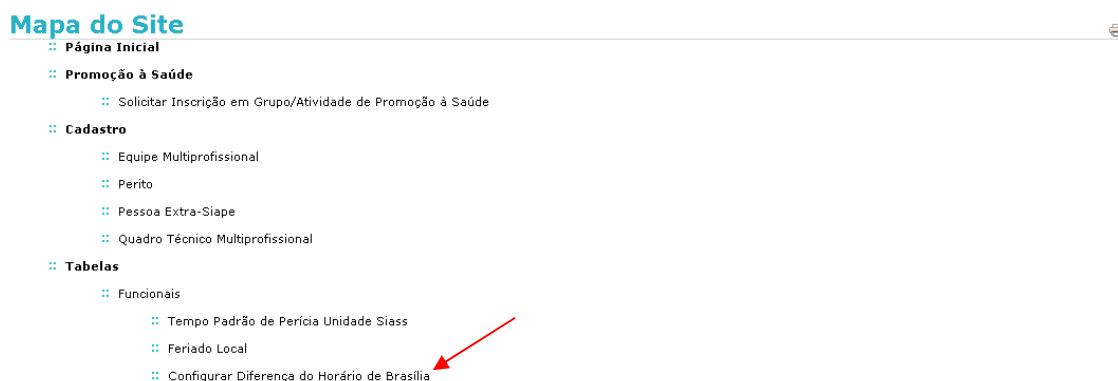 Mapa do Site
Página Inicial
Promoção à Saúde
Solicitar Inscrição em Grupo/Atividade de Promoção à Saúde
Cadastro
Equipe Multiprofissional
Perito
Pessoa Extra-Siape
Quadro Técnico Multiprofissional
Tabelas
Funcionais
Tempo Padrão de Perícia Unidade Siass
Feriado Local
Configurar Diferença do Horário de Brasília